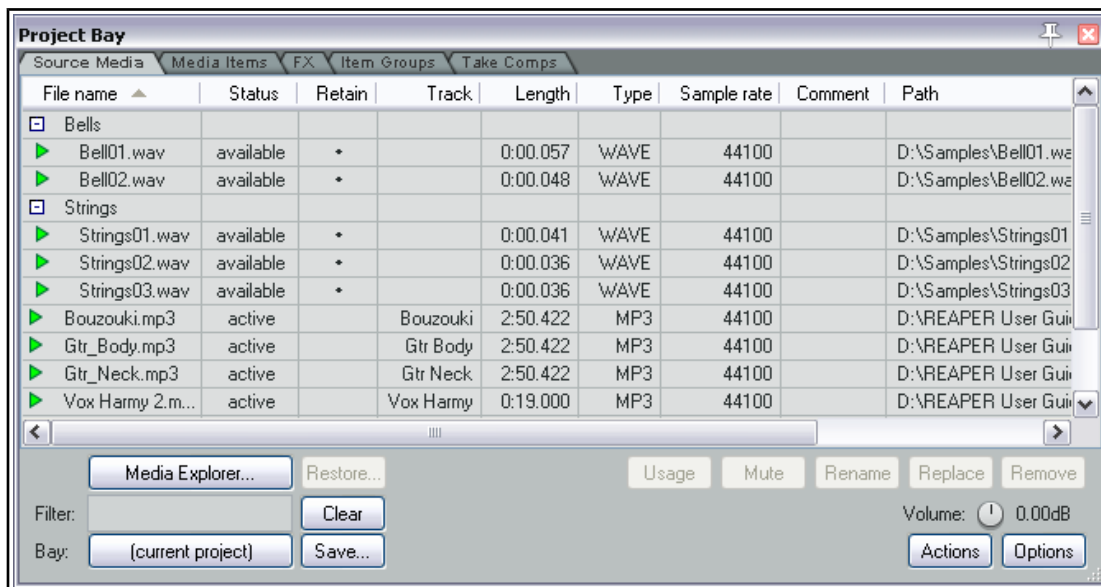 Project Bay
Source Media Media Items FX Item Groups Take Comps
File name Status Retain Track Length Type Sample rate Comment Path
Bells
Bell01.wav available • 0:00.057 WAVE 44100 D:\Samples\Bell01.wa
Bell02.wav available • 0:00.048 WAVE 44100 D:\Samples\Bell02.wa
Strings
Strings01.wav available • 0:00.041 WAVE 44100 D:\Samples\Strings01
Strings02.wav available • 0:00.036 WAVE 44100 D:\Samples\Strings02
Strings03.wav available • 0:00.036 WAVE 44100 D:\Samples\Strings03
Bouzouki.mp3 active Bouzouki 2:50.422 MP3 44100 D:\REAPER User Gui
Gtr_Body.mp3 active Gtr Body 2:50.422 MP3 44100 D:\REAPER User Gui
Gtr_Neck.mp3 active Gtr Neck 2:50.422 MP3 44100 D:\REAPER User Gui
Vox Harmy 2.m... active Vox Harmy 0:19.000 MP3 44100 D:\REAPER User Gui
Media Explorer... Restore... Usage Mute Rename Replace Remove
Filter: Clear Volume: 0.00dB
Bay: (current project) Save... Actions Options